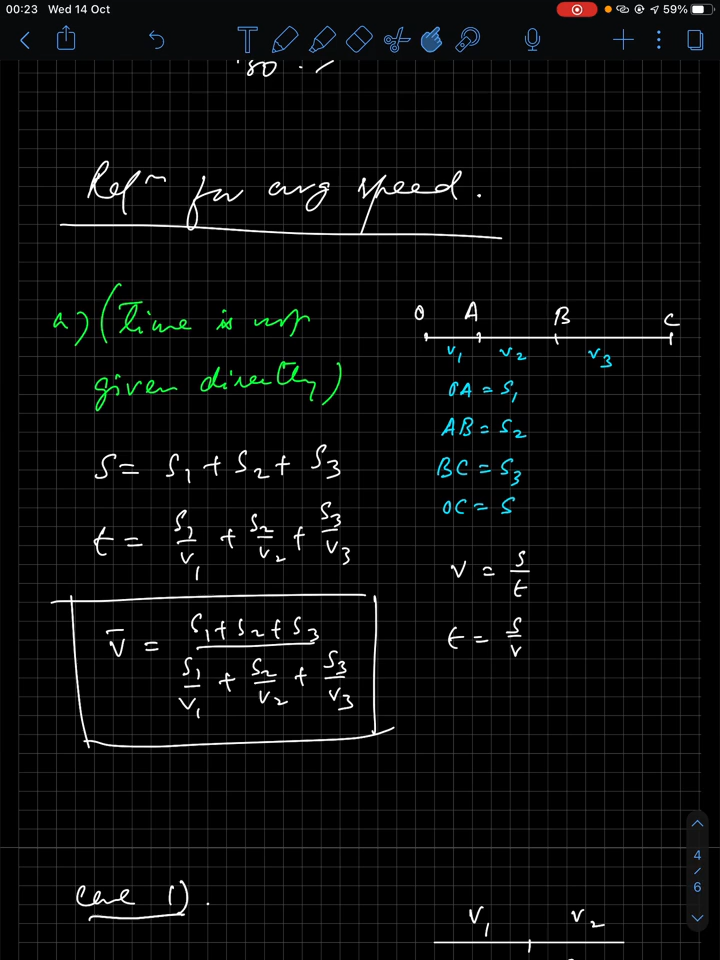 00:23 Wed 14 Oct
59%
T
180
Rel^n for avg speed.
a) (Time is not
given directly)
O A B C
v₁ v₂ v₃
OA = S₁
AB = S₂
BC = S₃
OC = S
S = S₁ + S₂ + S₃
t = S₁/v₁ + S₂/v₂ + S₃/v₃
v = s/t
t = s/v
v̄ = (S₁ + S₂ + S₃) / (S₁/v₁ + S₂/v₂ + S₃/v₃)
4
/
6
Case 1).
v₁ v₂